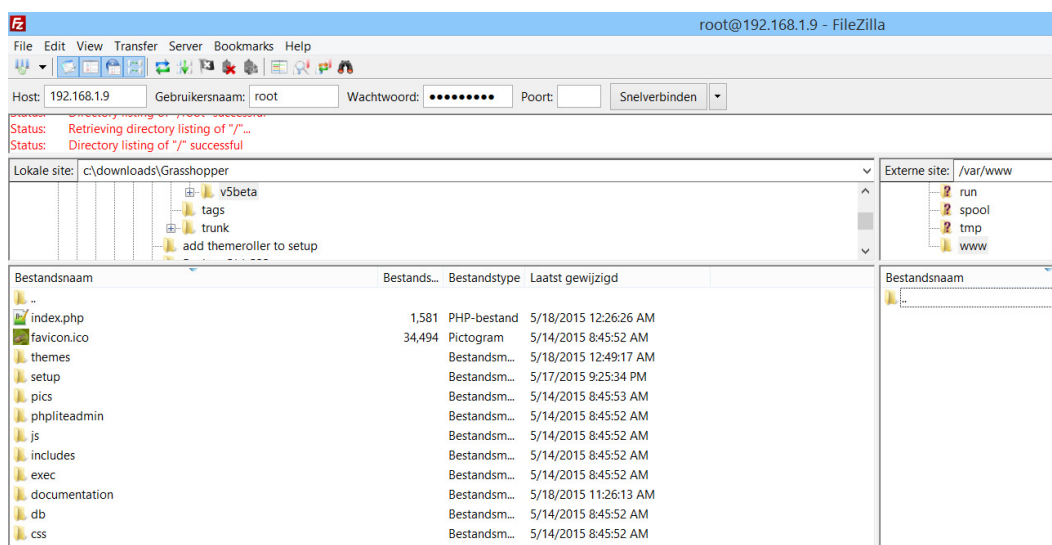 root@192.168.1.9 - FileZilla
File Edit View Transfer Server Bookmarks Help
Host: 192.168.1.9 Gebruikersnaam: root Wachtwoord: ●●●●●●●●● Poort: Snelverbinden
Status: Directory listing of "/root" successful
Status: Retrieving directory listing of "/"...
Status: Directory listing of "/" successful
Lokale site: c:\downloads\Grasshopper Externe site: /var/www
v5beta
tags
trunk
add themeroller to setup
run
spool
tmp
www
Bestandsnaam Bestands... Bestandstype Laatst gewijzigd
..
index.php 1,581 PHP-bestand 5/18/2015 12:26:26 AM
favicon.ico 34,494 Pictogram 5/14/2015 8:45:52 AM
themes Bestandsm... 5/18/2015 12:49:17 AM
setup Bestandsm... 5/17/2015 9:25:34 PM
pics Bestandsm... 5/14/2015 8:45:53 AM
phpliteadmin Bestandsm... 5/14/2015 8:45:52 AM
js Bestandsm... 5/14/2015 8:45:52 AM
includes Bestandsm... 5/14/2015 8:45:52 AM
exec Bestandsm... 5/14/2015 8:45:52 AM
documentation Bestandsm... 5/18/2015 11:26:13 AM
db Bestandsm... 5/14/2015 8:45:52 AM
css Bestandsm... 5/14/2015 8:45:52 AM
Bestandsnaam
..